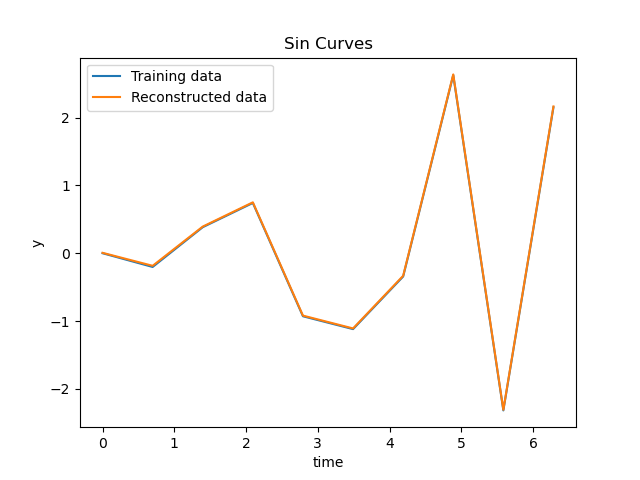 Sin Curves
Training data
Reconstructed data
2
1
0
−1
−2
y
0 1 2 3 4 5 6
time